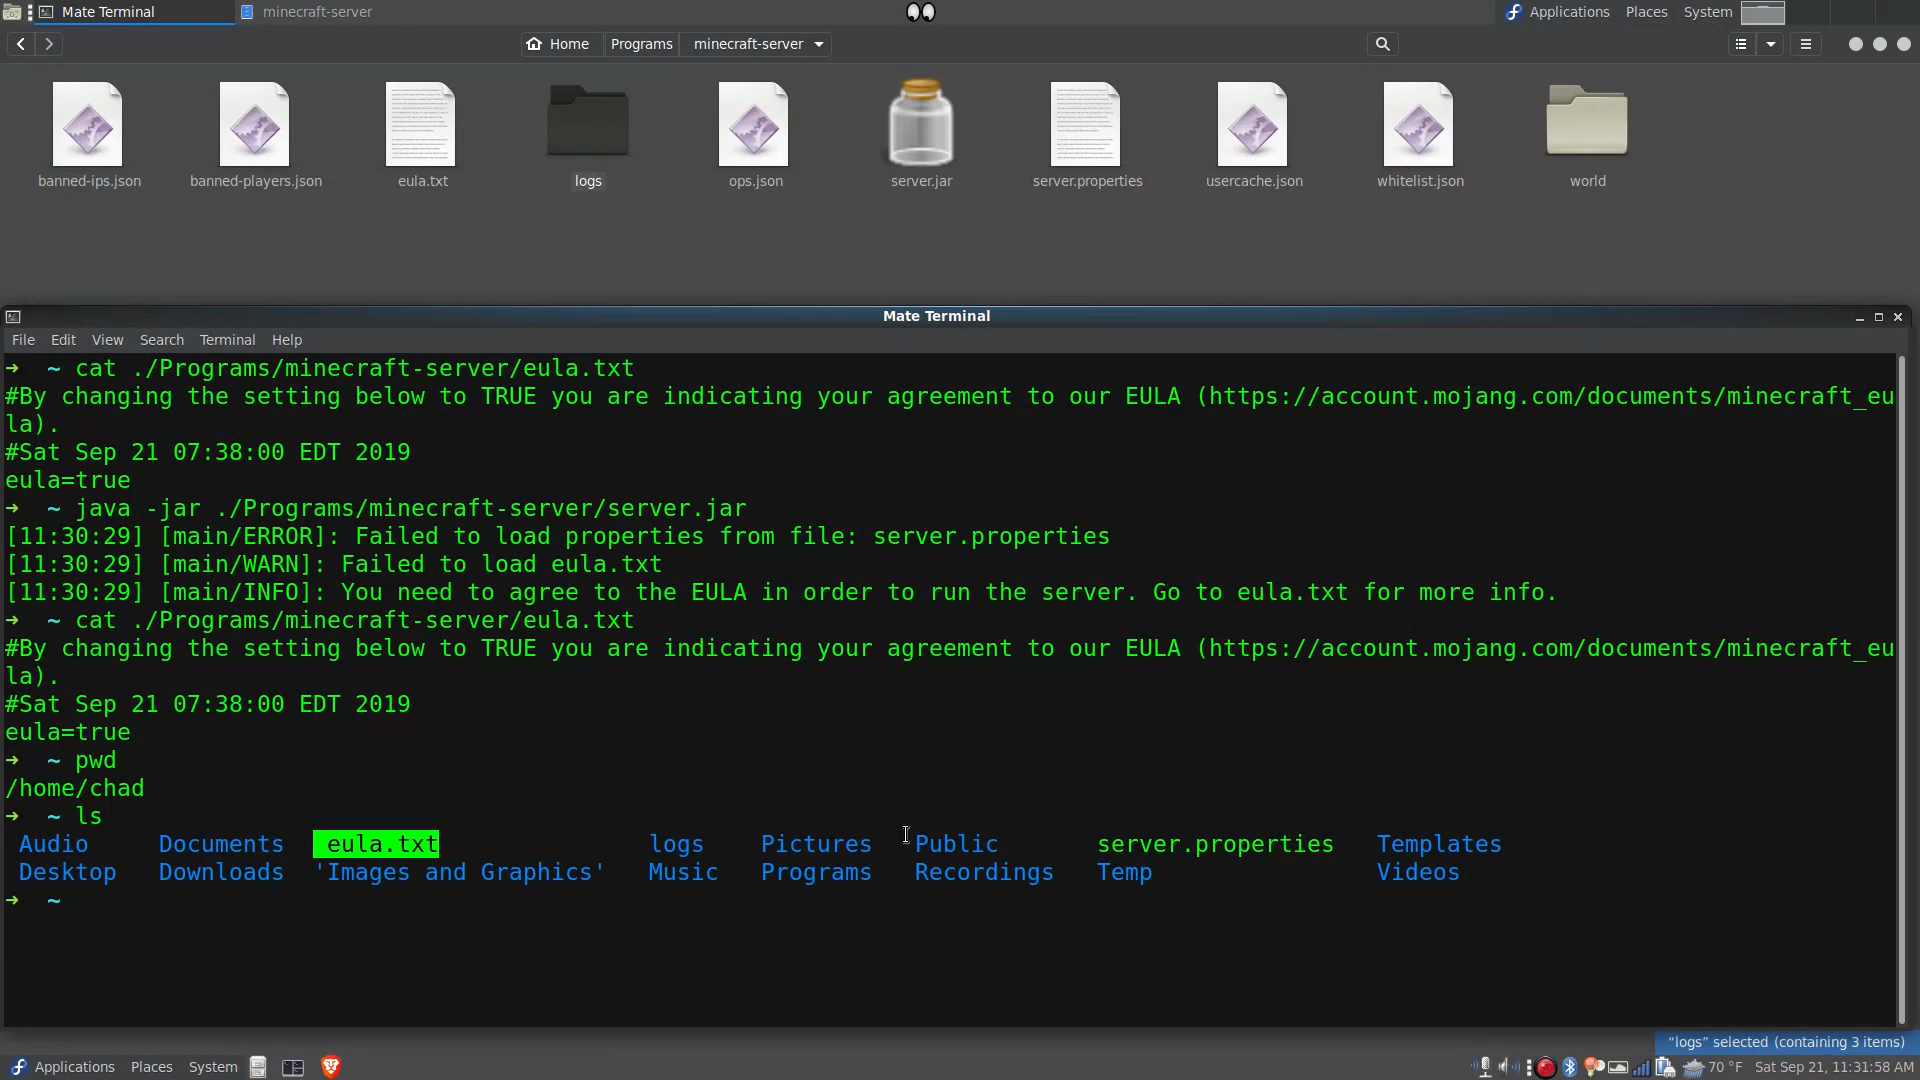 Mate Terminal
minecraft-server
Applications
Places
System
Home
Programs
minecraft-server
banned-ips.json
banned-players.json
eula.txt
logs
ops.json
server.jar
server.properties
usercache.json
whitelist.json
world
Mate Terminal
File Edit View Search Terminal Help
➜ ~ cat ./Programs/minecraft-server/eula.txt
#By changing the setting below to TRUE you are indicating your agreement to our EULA (https://account.mojang.com/documents/minecraft_eu
la).
#Sat Sep 21 07:38:00 EDT 2019
eula=true
➜ ~ java -jar ./Programs/minecraft-server/server.jar
[11:30:29] [main/ERROR]: Failed to load properties from file: server.properties
[11:30:29] [main/WARN]: Failed to load eula.txt
[11:30:29] [main/INFO]: You need to agree to the EULA in order to run the server. Go to eula.txt for more info.
➜ ~ cat ./Programs/minecraft-server/eula.txt
#By changing the setting below to TRUE you are indicating your agreement to our EULA (https://account.mojang.com/documents/minecraft_eu
la).
#Sat Sep 21 07:38:00 EDT 2019
eula=true
➜ ~ pwd
/home/chad
➜ ~ ls
Audio Documents eula.txt logs Pictures Public server.properties Templates
Desktop Downloads 'Images and Graphics' Music Programs Recordings Temp Videos
➜ ~
"logs" selected (containing 3 items)
Applications Places System
70 °F Sat Sep 21, 11:31:58 AM